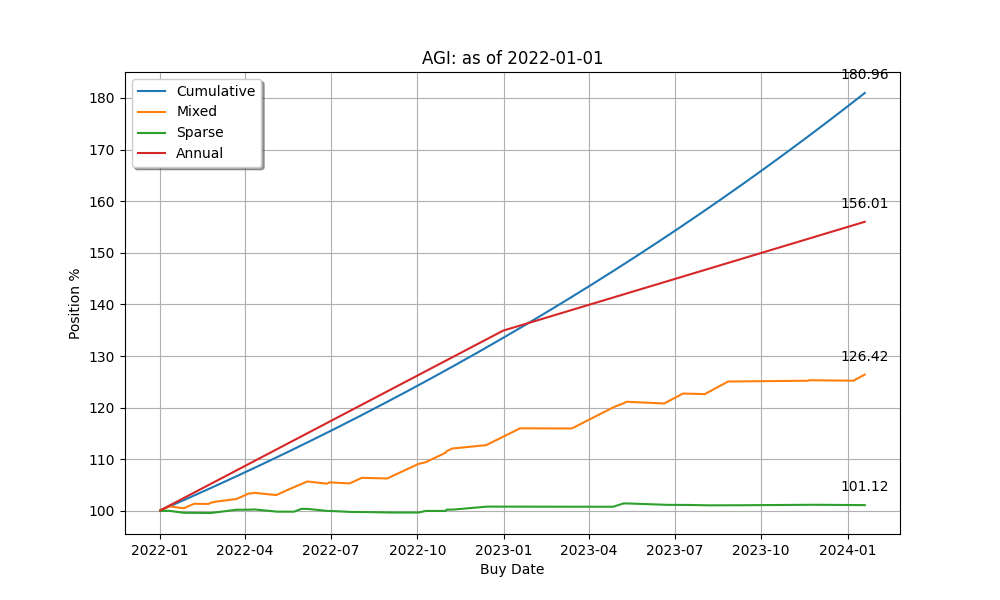 AGI: as of 2022-01-01
180.96
180
Cumulative
Mixed
Sparse
Annual
170
160
156.01
150
140
130
126.42
120
110
101.12
100
Position %
2022-01 2022-04 2022-07 2022-10 2023-01 2023-04 2023-07 2023-10 2024-01
Buy Date